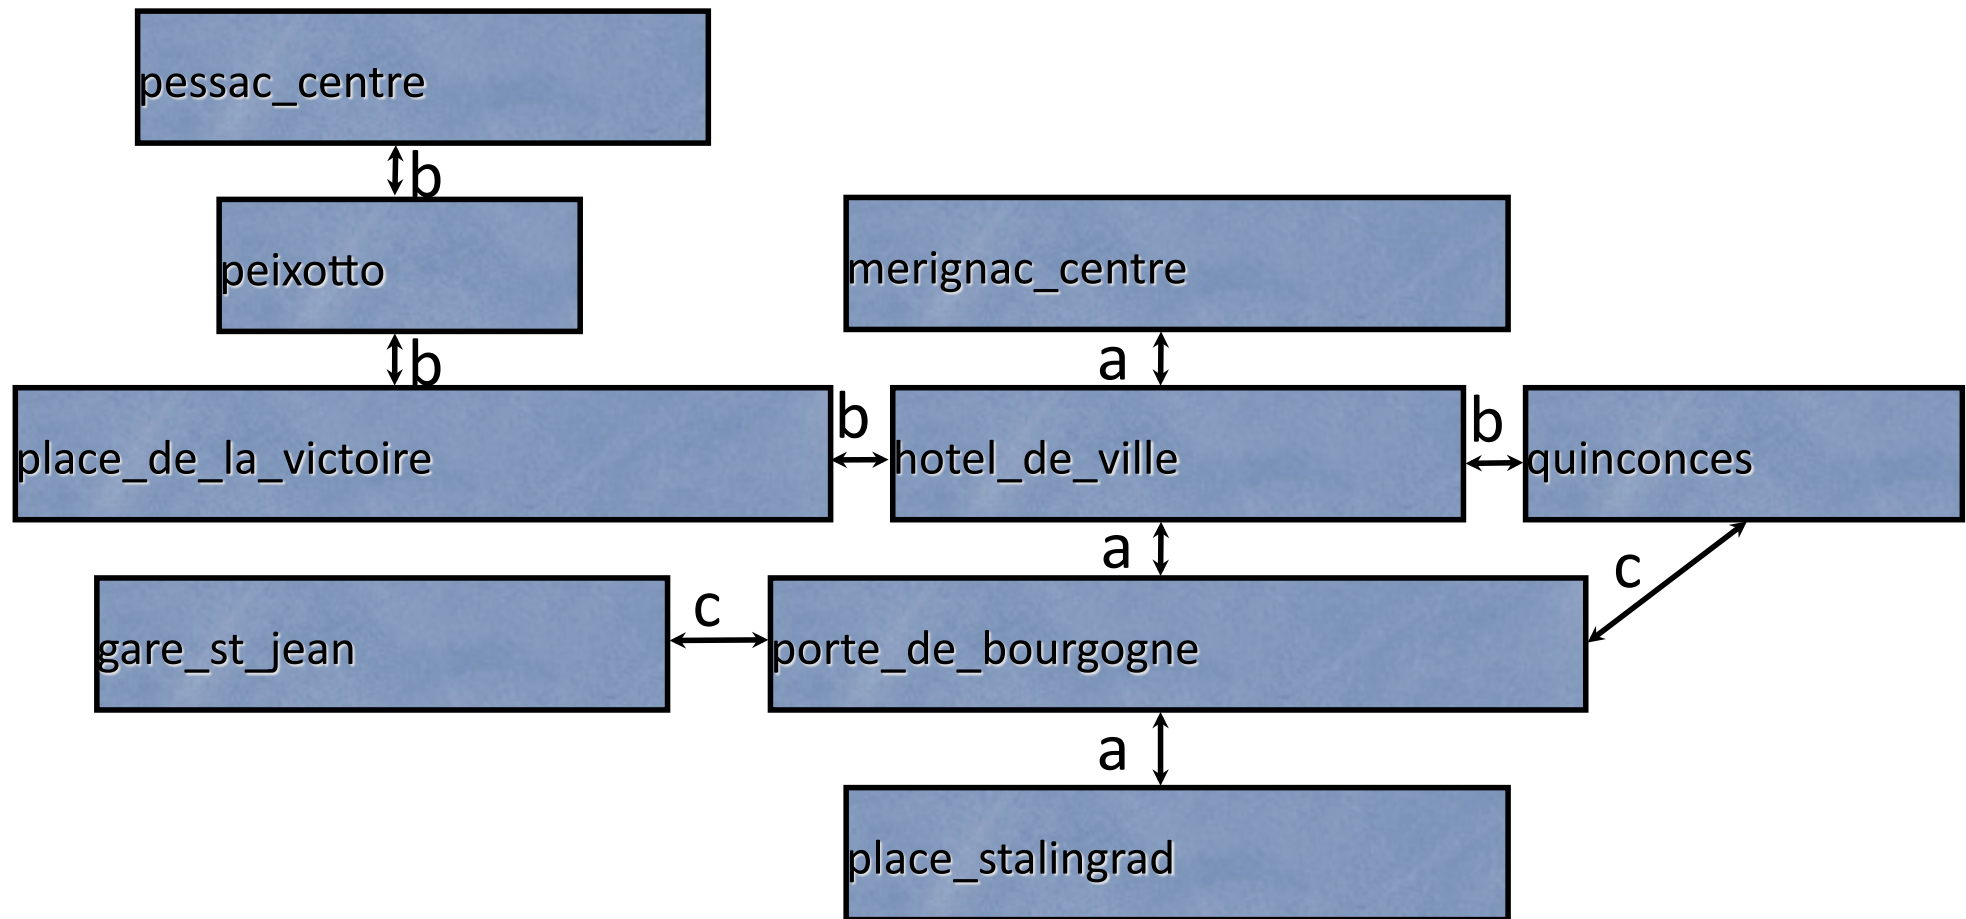 pessac_centre
b
peixotto
merignac_centre
b
a
place_de_la_victoire
b
hotel_de_ville
b
quinconces
a
c
gare_st_jean
c
porte_de_bourgogne
a
place_stalingrad